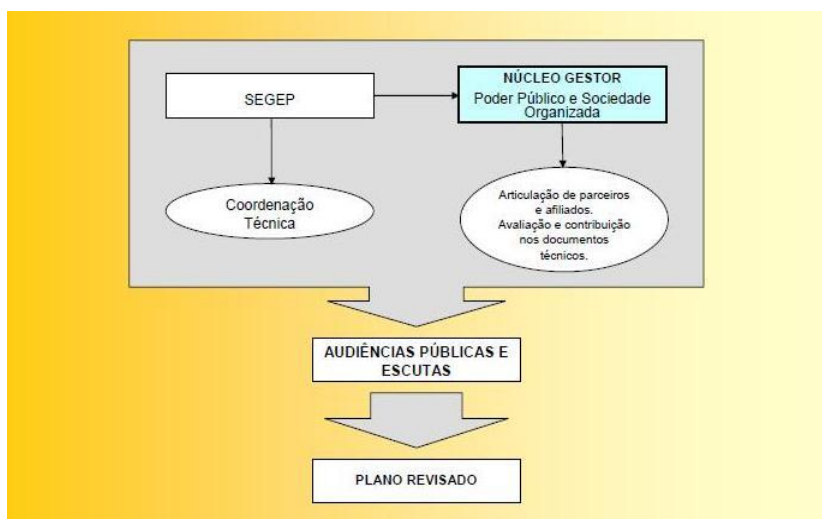 SEGEP
NÚCLEO GESTOR
Poder Público e Sociedade
Organizada
Coordenação
Técnica
Articulação de parceiros
e afiliados.
Avaliação e contribuição
nos documentos
técnicos.
AUDIÊNCIAS PÚBLICAS E
ESCUTAS
PLANO REVISADO